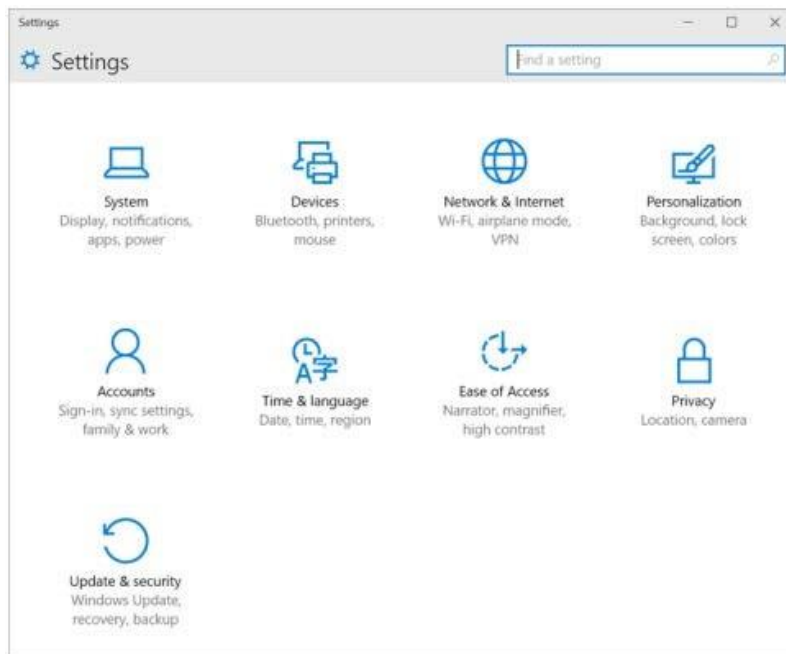 Settings
Settings
Find a setting
System
Display, notifications,
apps, power
Devices
Bluetooth, printers,
mouse
Network & Internet
Wi-Fi, airplane mode,
VPN
Personalization
Background, lock
screen, colors
Accounts
Sign-in, sync settings,
family & work
A字
Time & language
Date, time, region
Ease of Access
Narrator, magnifier,
high contrast
Privacy
Location, camera
Update & security
Windows Update,
recovery, backup